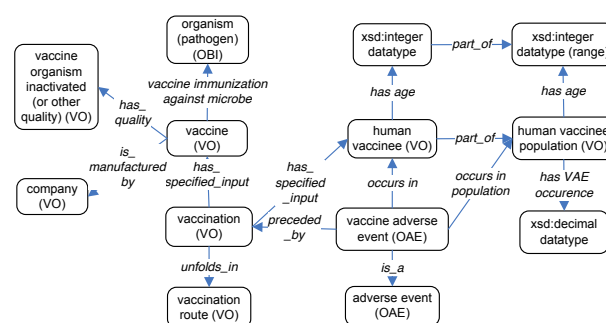 organism
(pathogen)
(OBI)
vaccine
organism
inactivated
(or other
quality) (VO)
xsd:integer
datatype
part_of
xsd:integer
datatype (range)
vaccine immunization
against microbe
has_
quality
has age
has age
vaccine
(VO)
human
vaccinee (VO)
part_of
human vaccinee
population (VO)
is_
manufactured
by
has_
specified_input
has_
specified
_input
occurs in
occurs in
population
has VAE
occurence
company
(VO)
vaccination
(VO)
preceded
_by
vaccine adverse
event (OAE)
xsd:decimal
datatype
unfolds_in
is_a
vaccination
route (VO)
adverse event
(OAE)